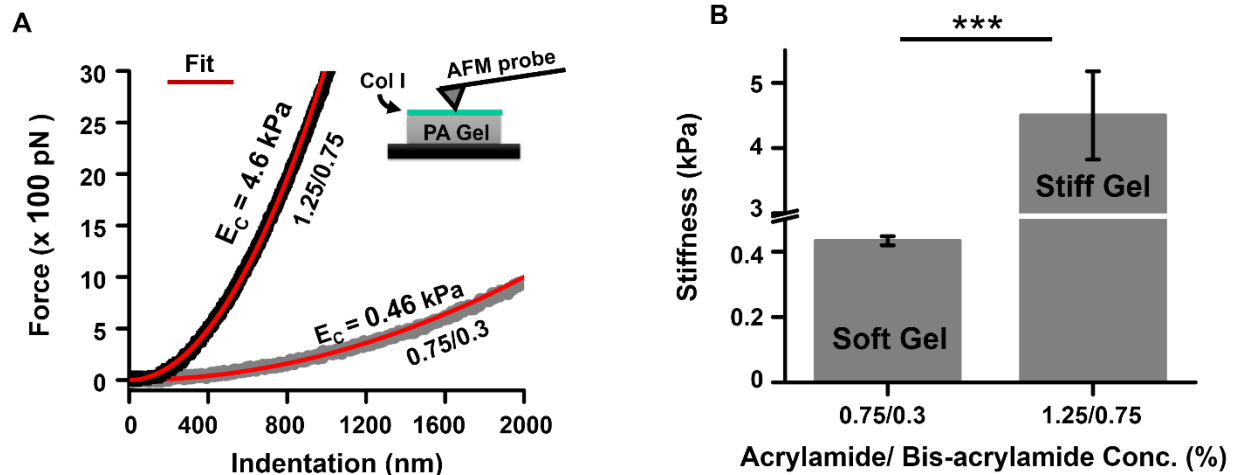 A
Fit
Force (x 100 pN )
30
25
20
15
10
5
0
E_C = 4.6 kPa
1.25/0.75
Col I
AFM probe
PA Gel
E_C = 0.46 kPa
0.75/0.3
0 400 800 1200 1600 2000
Indentation (nm)
B
***
Stiffness (kPa)
5
4
3
0.4
0.2
0
Stiff Gel
Soft Gel
0.75/0.3 1.25/0.75
Acrylamide/ Bis-acrylamide Conc. (%)